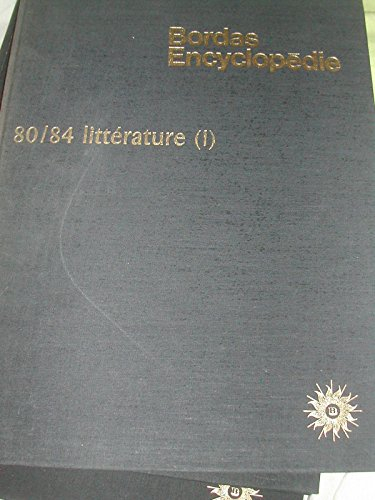 Bordas
Encyclopédie
80/84 littérature (i)